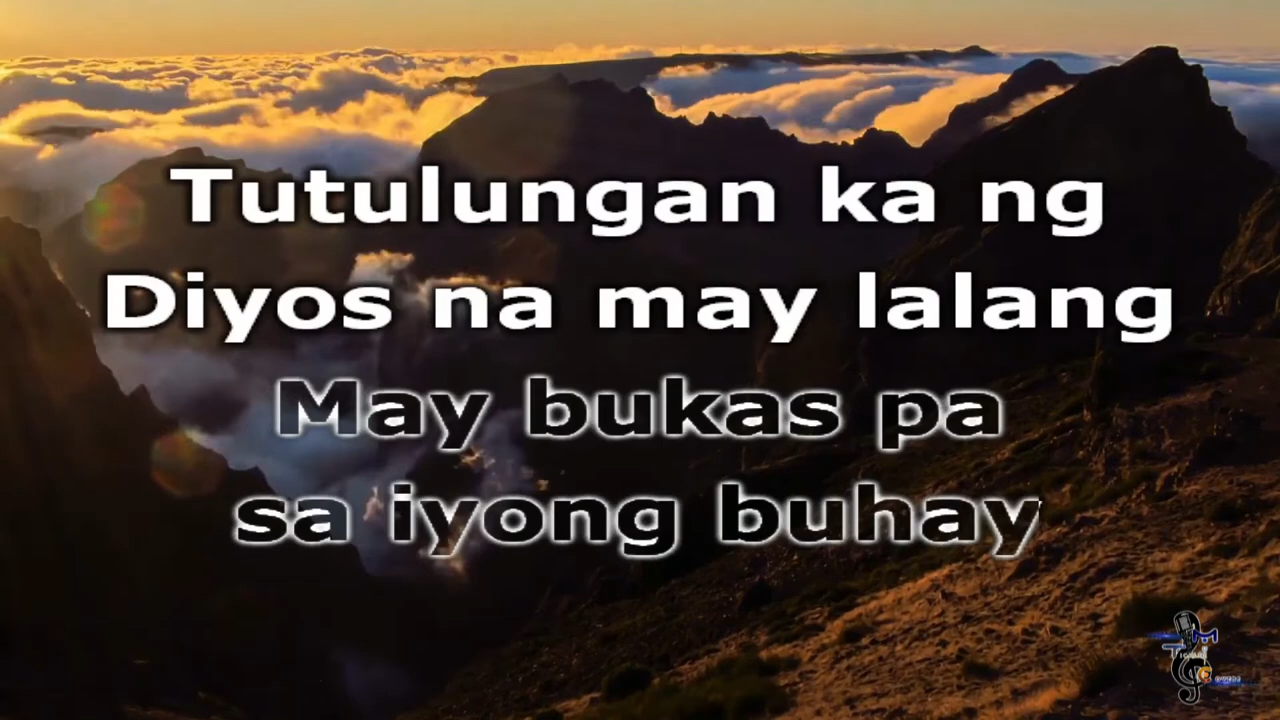 Tutulungan ka ng
Diyos na may lalang
May bukas pa
sa iyong buhay